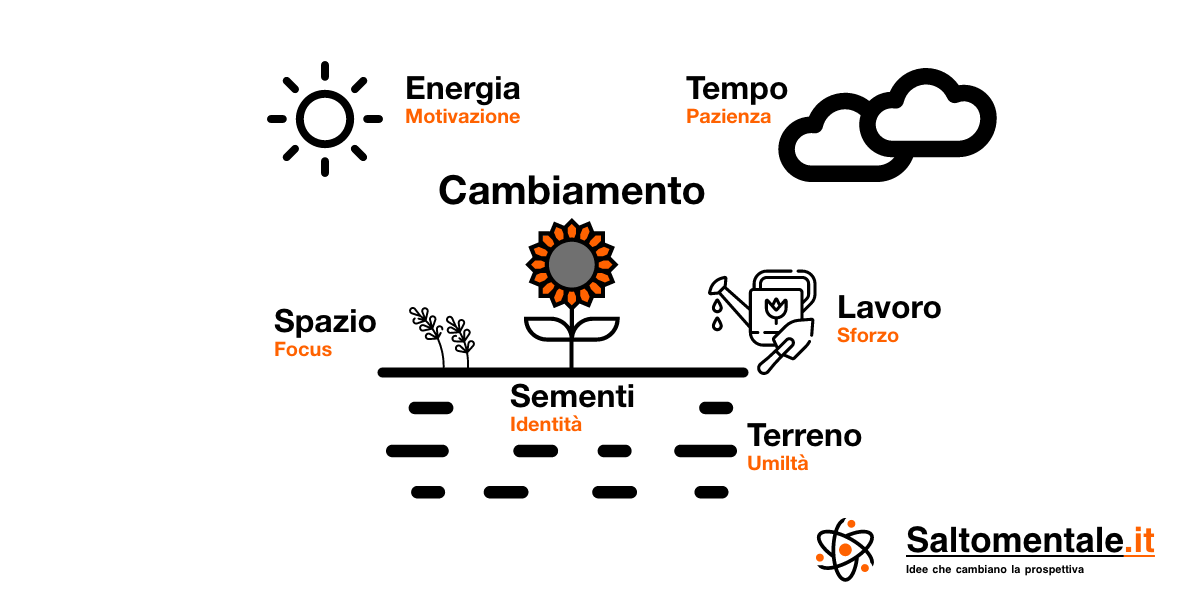 Energia
Motivazione
Tempo
Pazienza
Cambiamento
Spazio
Focus
Lavoro
Sforzo
Sementi
Identità
Terreno
Umiltà
Saltomentale.it
Idee che cambiano la prospettiva